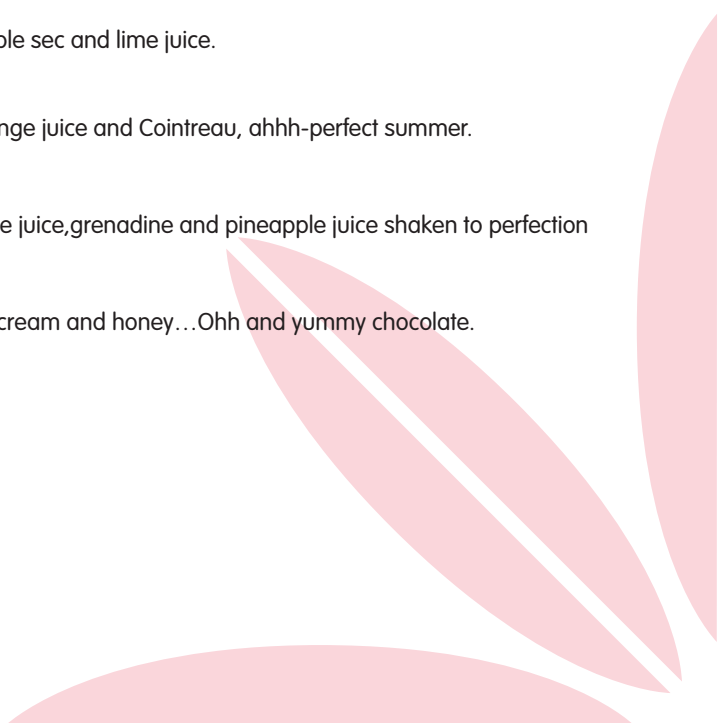 ble sec and lime juice.
nge juice and Cointreau, ahhh-perfect summer.
e juice,grenadine and pineapple juice shaken to perfection
cream and honey…Ohh and yummy chocolate.